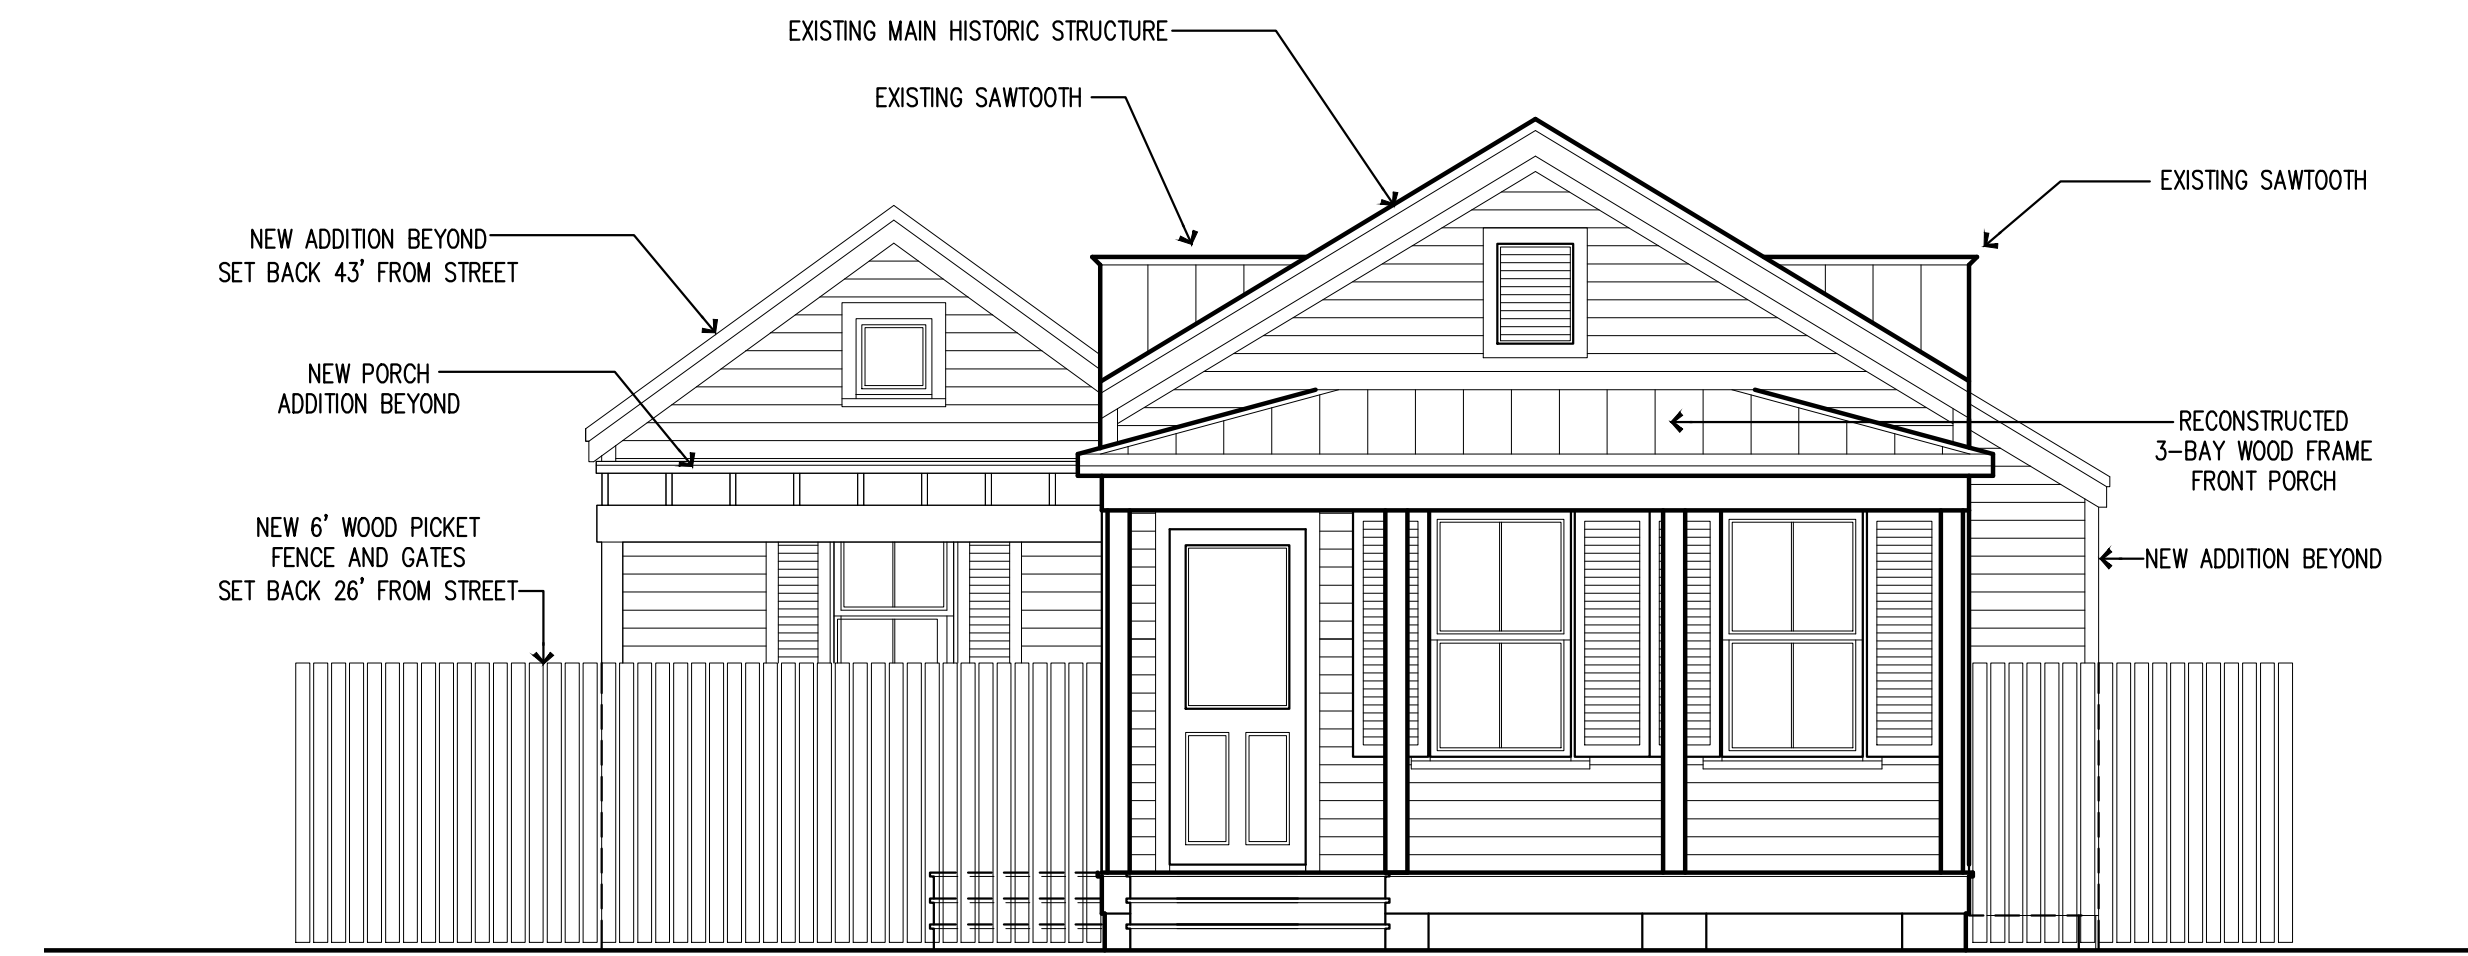 EXISTING MAIN HISTORIC STRUCTURE
EXISTING SAWTOOTH
EXISTING SAWTOOTH
NEW ADDITION BEYOND
SET BACK 43' FROM STREET
NEW PORCH
ADDITION BEYOND
RECONSTRUCTED
3-BAY WOOD FRAME
FRONT PORCH
NEW 6' WOOD PICKET
FENCE AND GATES
SET BACK 26' FROM STREET
NEW ADDITION BEYOND